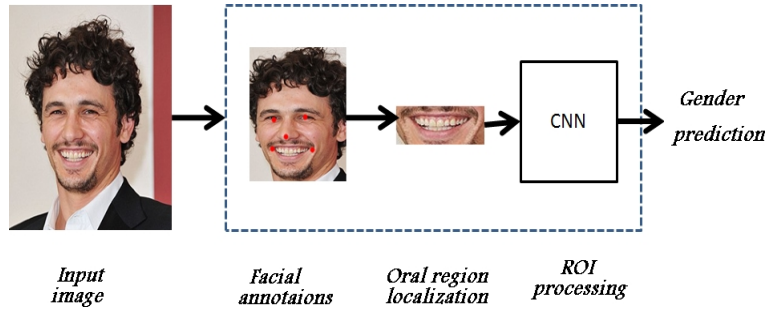 CNN
Gender
prediction
Input
image
Facial
annotaions
Oral region
localization
ROI
processing